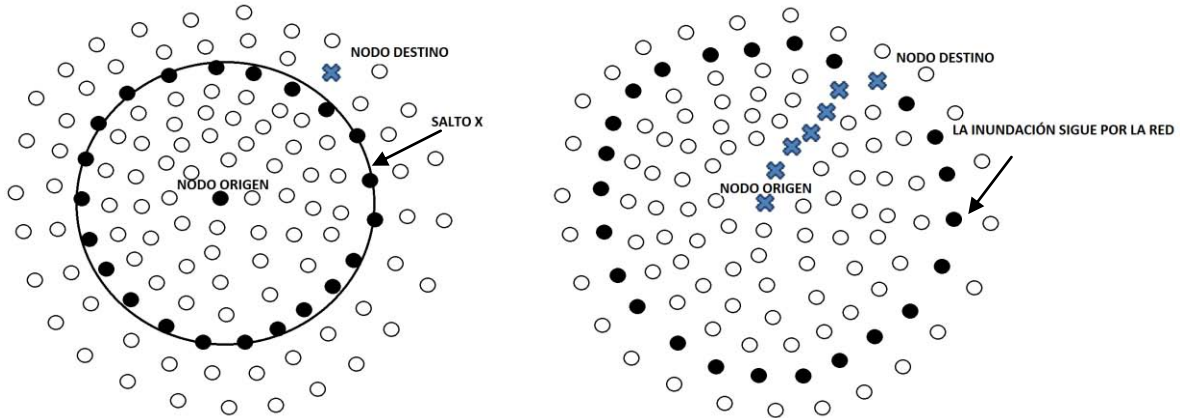 NODO DESTINO
SALTO X
NODO ORIGEN
NODO DESTINO
LA INUNDACIÓN SIGUE POR LA RED
NODO ORIGEN